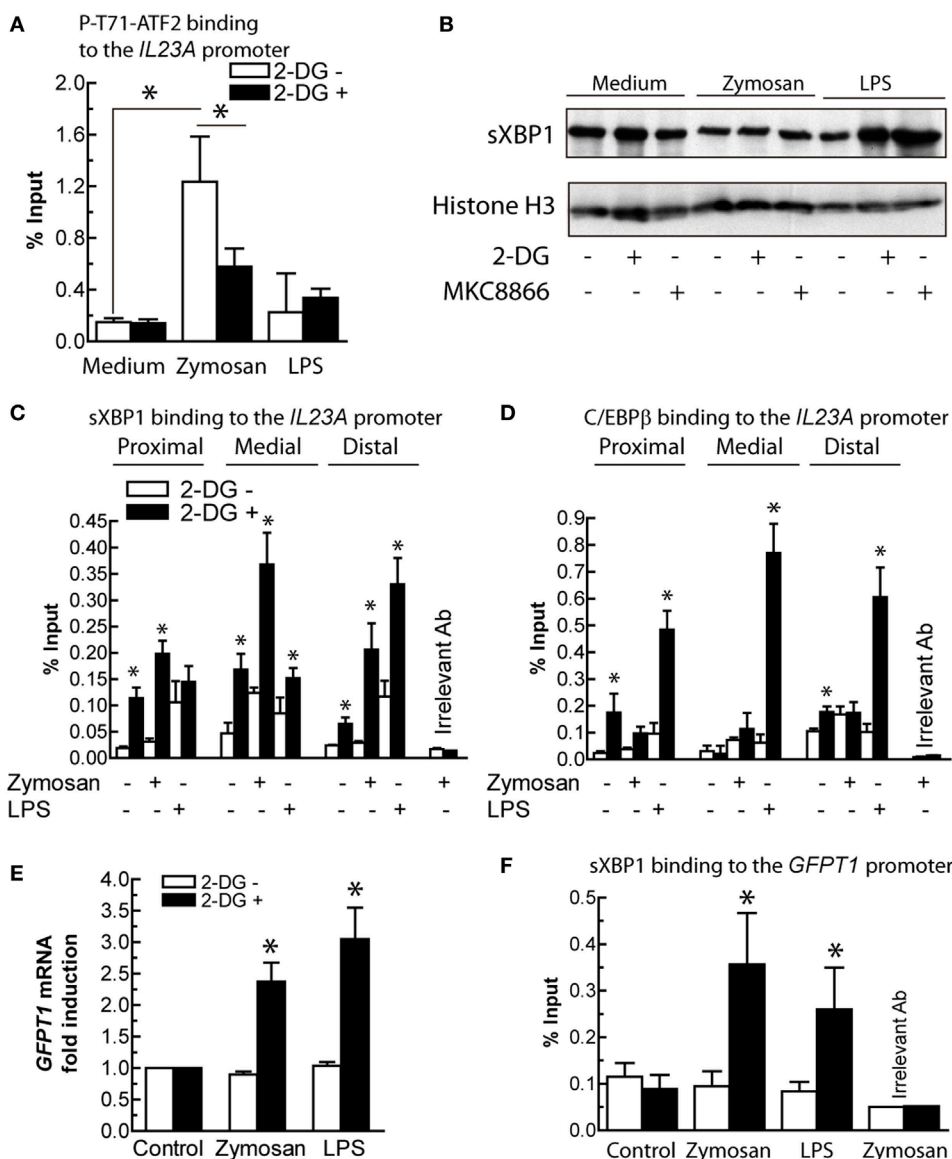 A
P-T71-ATF2 binding
to the IL23A promoter
2-DG -
2-DG +
* *
% Input
2.0
1.6
1.2
0.8
0.4
0.0
Medium Zymosan LPS
B
Medium Zymosan LPS
sXBP1
Histone H3
2-DG - + - - + - - + -
MKC8866 - - + - - + - - +
C
sXBP1 binding to the IL23A promoter
Proximal Medial Distal
2-DG -
2-DG +
% Input
0.45
0.40
0.35
0.30
0.25
0.20
0.15
0.10
0.05
0.00
* * * * * * * *
Irrelevant Ab
Zymosan - + - - + - - + - +
LPS - - + - - + - - + -
D
C/EBPβ binding to the IL23A promoter
Proximal Medial Distal
% Input
0.9
0.8
0.7
0.6
0.5
0.4
0.3
0.2
0.1
0.0
* * * * *
Irrelevant Ab
- + - - + - - + - +
- - + - - + - - + -
E
2-DG -
2-DG +
GFPT1 mRNA
fold induction
4.0
3.5
3.0
2.5
2.0
1.5
1.0
0.5
0.0
* *
Control Zymosan LPS
F
sXBP1 binding to the GFPT1 promoter
% Input
0.5
0.4
0.3
0.2
0.1
0.0
* *
Irrelevant Ab
Control Zymosan LPS Zymosan